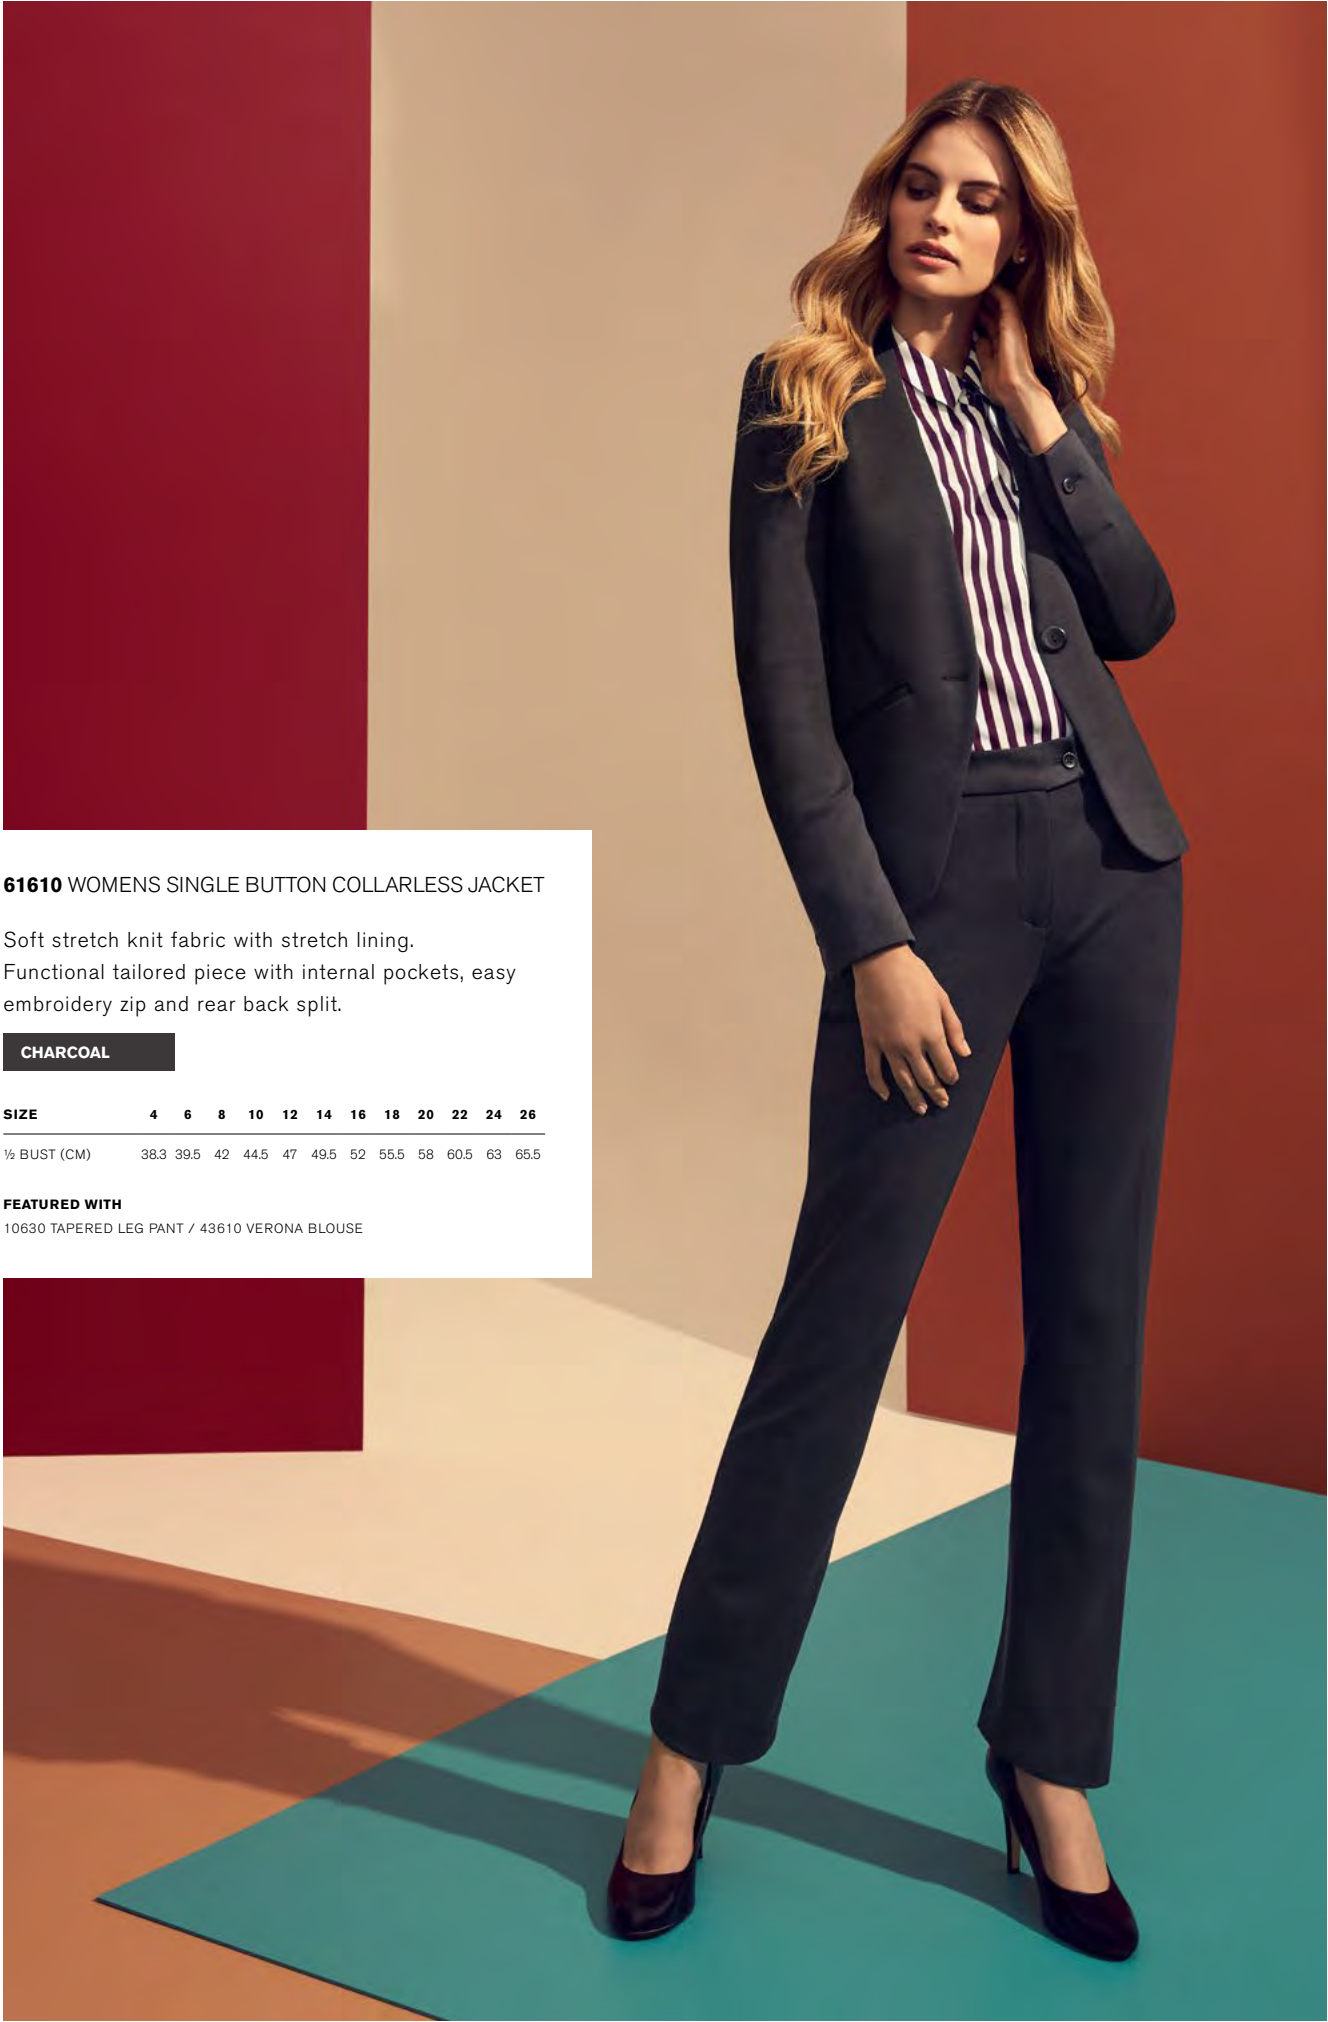 61610 WOMENS SINGLE BUTTON COLLARLESS JACKET
Soft stretch knit fabric with stretch lining.
Functional tailored piece with internal pockets, easy
embroidery zip and rear back split.
CHARCOAL
SIZE 4 6 8 10 12 14 16 18 20 22 24 26
½ BUST (CM) 38.3 39.5 42 44.5 47 49.5 52 55.5 58 60.5 63 65.5
FEATURED WITH
10630 TAPERED LEG PANT / 43610 VERONA BLOUSE